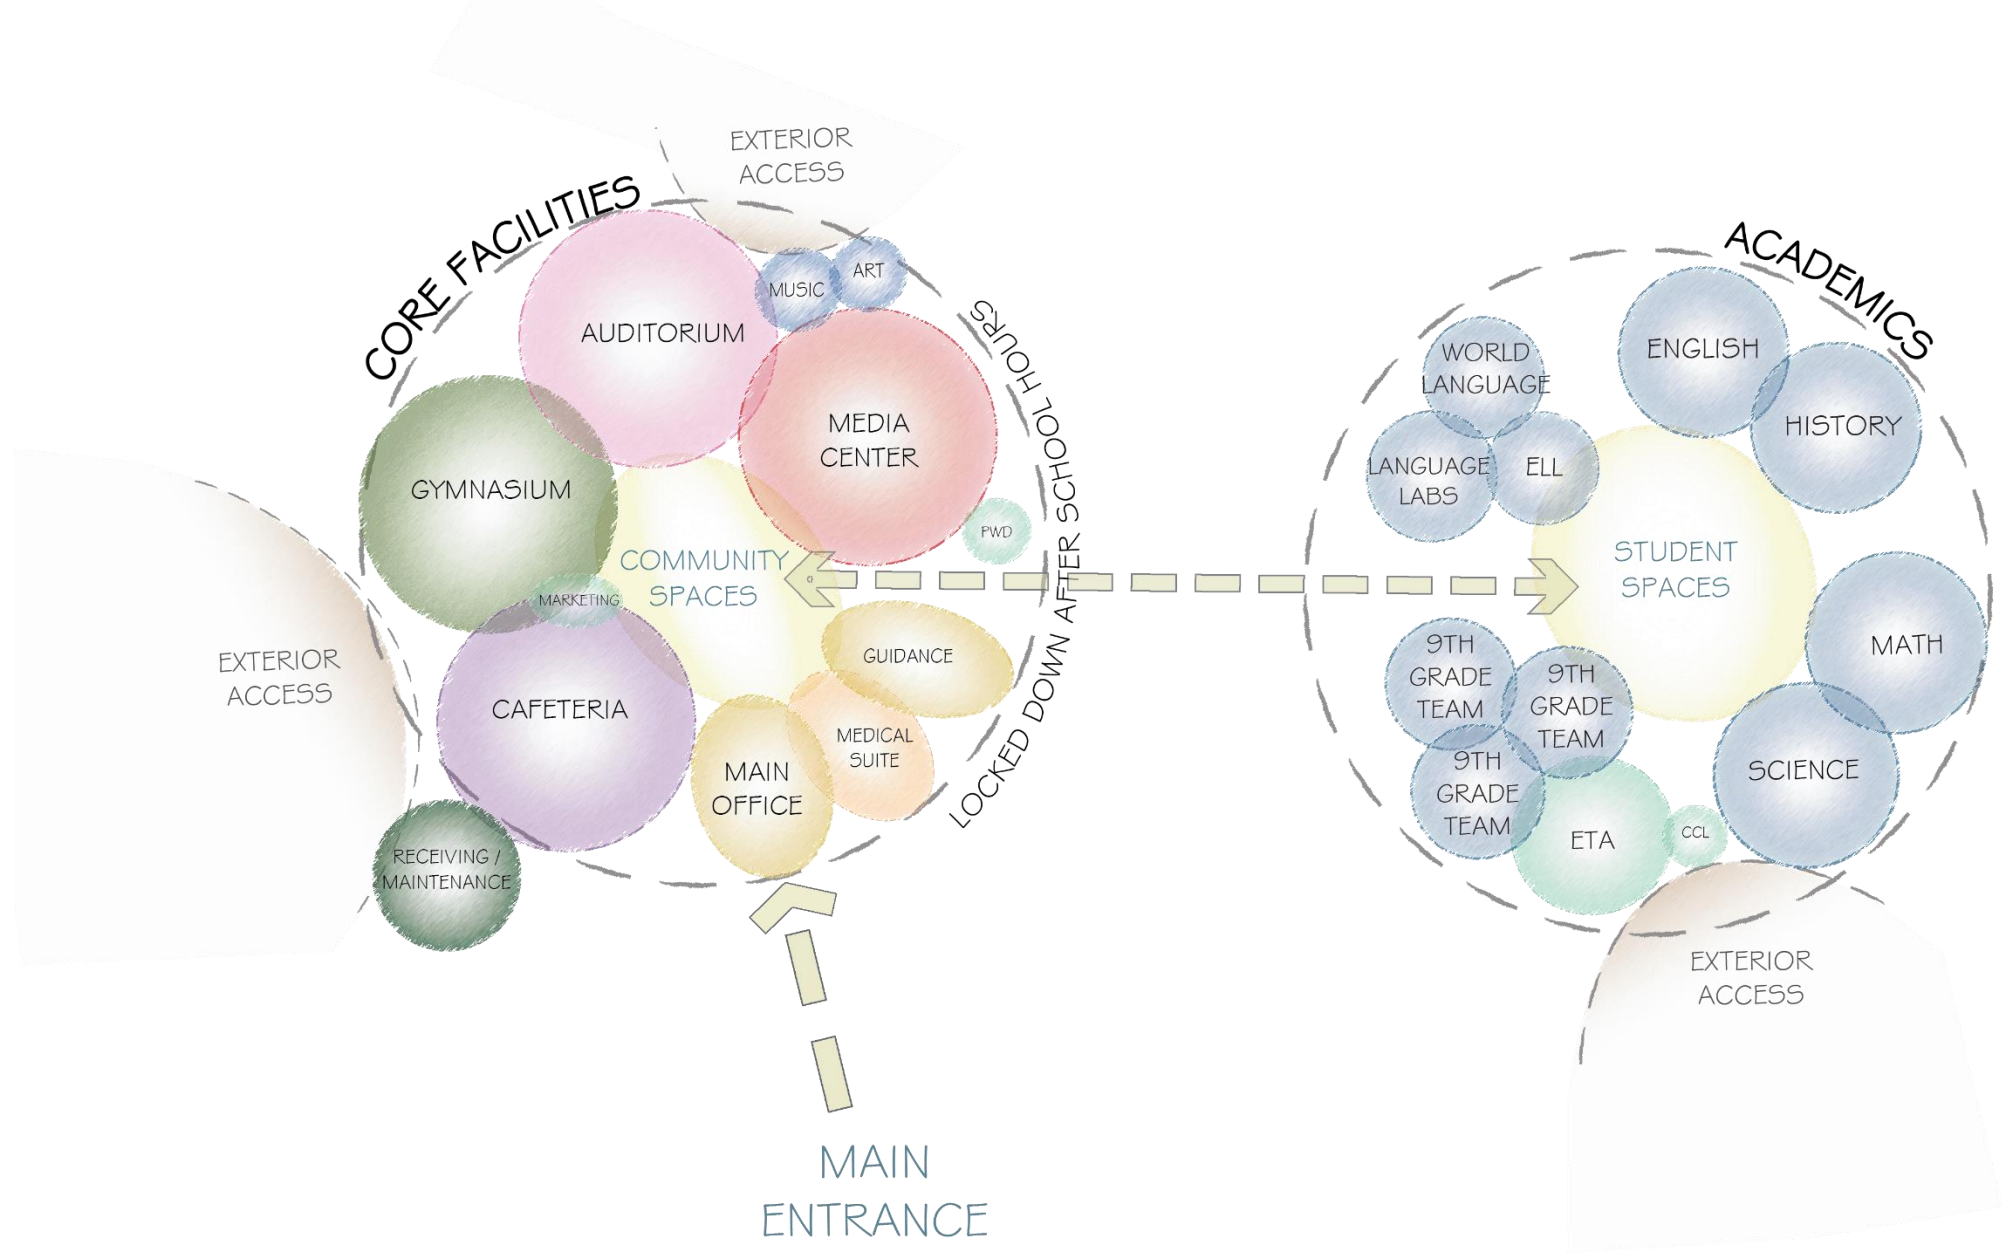 EXTERIOR
ACCESS
CORE FACILITIES
AUDITORIUM
MUSIC
ART
MEDIA
CENTER
GYMNASIUM
PWD
COMMUNITY
SPACES
MARKETING
GUIDANCE
CAFETERIA
MEDICAL
SUITE
MAIN
OFFICE
RECEIVING /
MAINTENANCE
LOCKED DOWN AFTER SCHOOL HOURS
EXTERIOR
ACCESS
MAIN
ENTRANCE
ACADEMICS
WORLD
LANGUAGE
LANGUAGE
LABS
ELL
ENGLISH
HISTORY
STUDENT
SPACES
MATH
SCIENCE
9TH
GRADE
TEAM
9TH
GRADE
TEAM
9TH
GRADE
TEAM
ETA
CCL
EXTERIOR
ACCESS